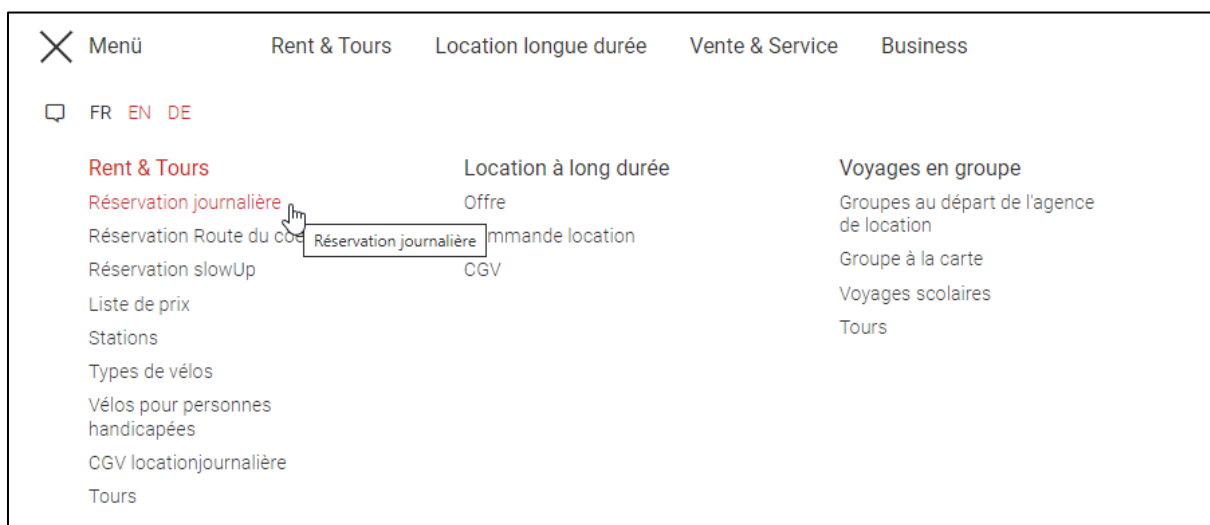 Menü
Rent & Tours
Location longue durée
Vente & Service
Business
FR EN DE
Rent & Tours
Réservation journalière
Réservation Route du
Réservation slowUp
Liste de prix
Stations
Types de vélos
Vélos pour personnes
handicapées
CGV locationjournalière
Tours
Réservation journalière
Location à long durée
Offre
location
CGV
Voyages en groupe
Groupes au départ de l'agence
de location
Groupe à la carte
Voyages scolaires
Tours